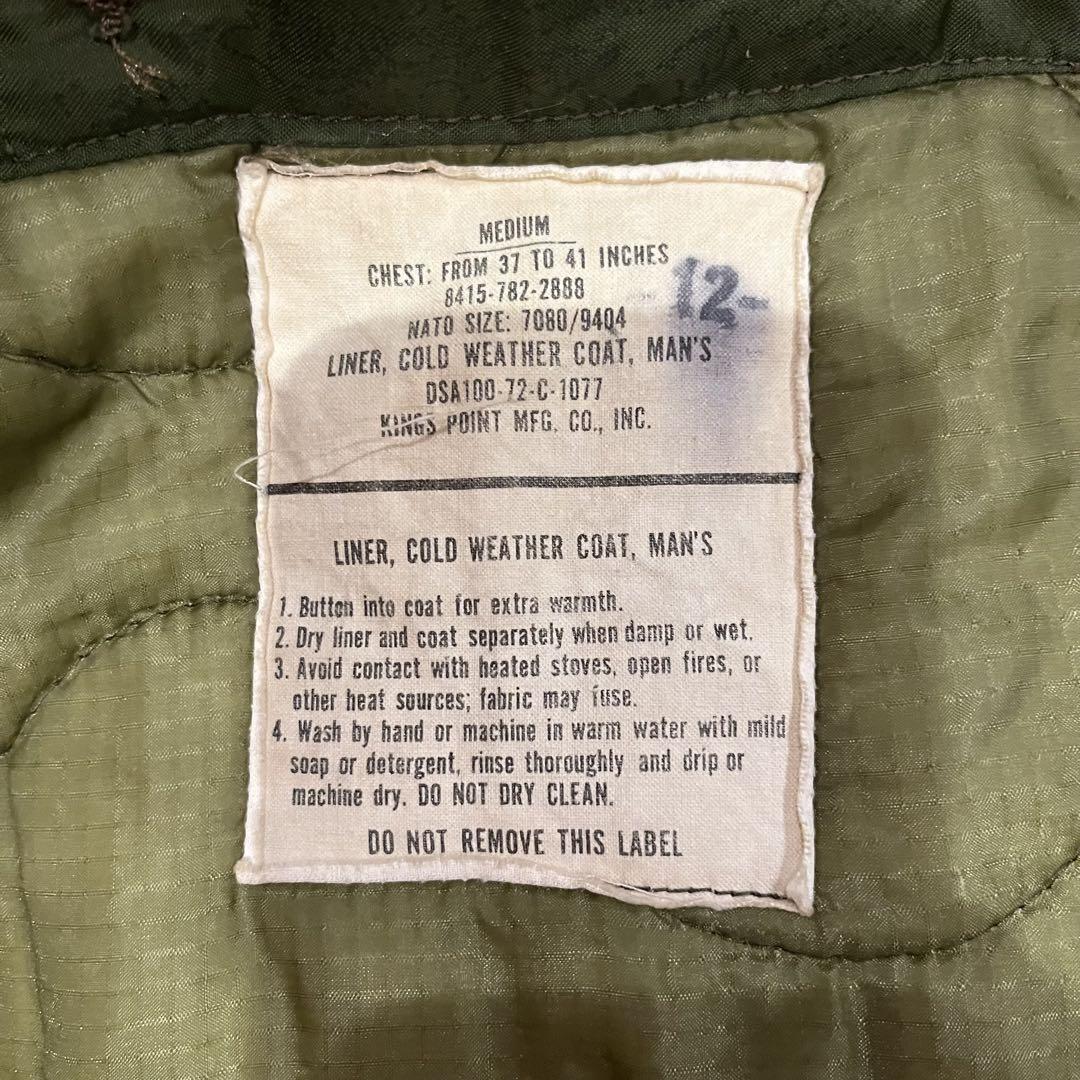 MEDIUM
CHEST: FROM 37 TO 41 INCHES
8415-782-2888
12-
NATO SIZE: 7080/9404
LINER, COLD WEATHER COAT, MAN'S
DSA100-72-C-1077
KINGS POINT MFG. CO., INC.
LINER, COLD WEATHER COAT, MAN'S
1. Button into coat for extra warmth.
2. Dry liner and coat separately when damp or wet.
3. Avoid contact with heated stoves, open fires, or
other heat sources; fabric may fuse.
4. Wash by hand or machine in warm water with mild
soap or detergent, rinse thoroughly and drip or
machine dry. DO NOT DRY CLEAN.
DO NOT REMOVE THIS LABEL